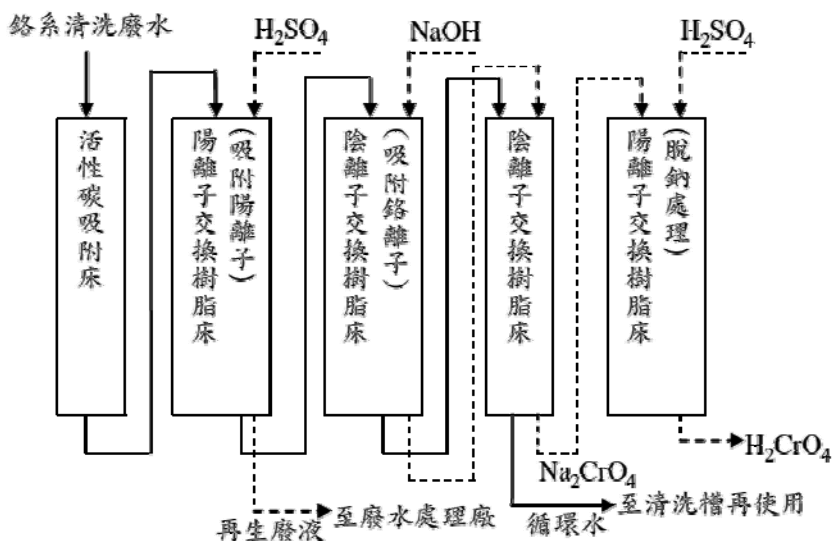 鉻系清洗廢水
H₂SO₄
NaOH
H₂SO₄
活性碳吸附床
陽離子交換樹脂床
(吸附陽離子)
陰離子交換樹脂床
(吸附鉻離子)
陰離子交換樹脂床
陽離子交換樹脂床
(脫鈉處理)
H₂CrO₄
Na₂CrO₄
再生廢液
至廢水處理廠
循環水
至清洗槽再使用